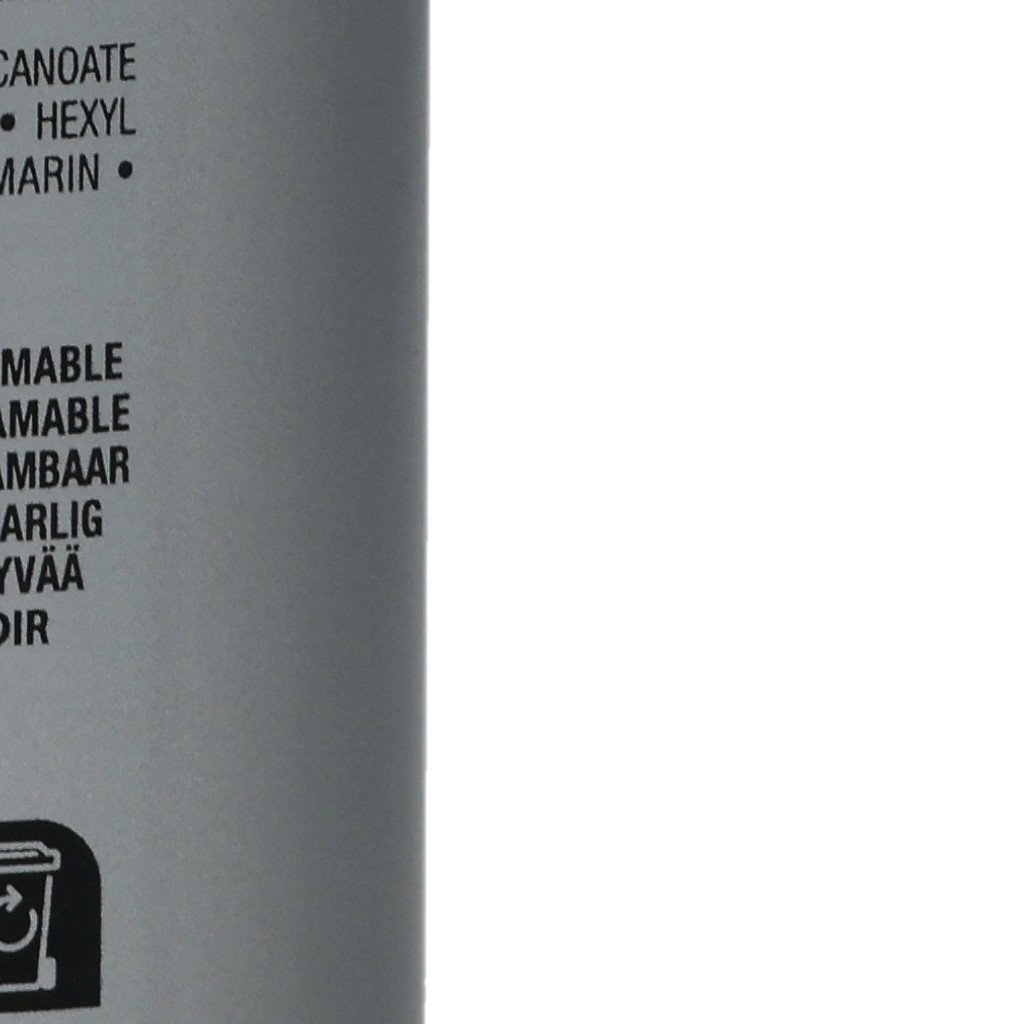 CANOATE
• HEXYL
MARIN •
MABLE
AMABLE
AMBAAR
ARLIG
YVÄÄ
DIR